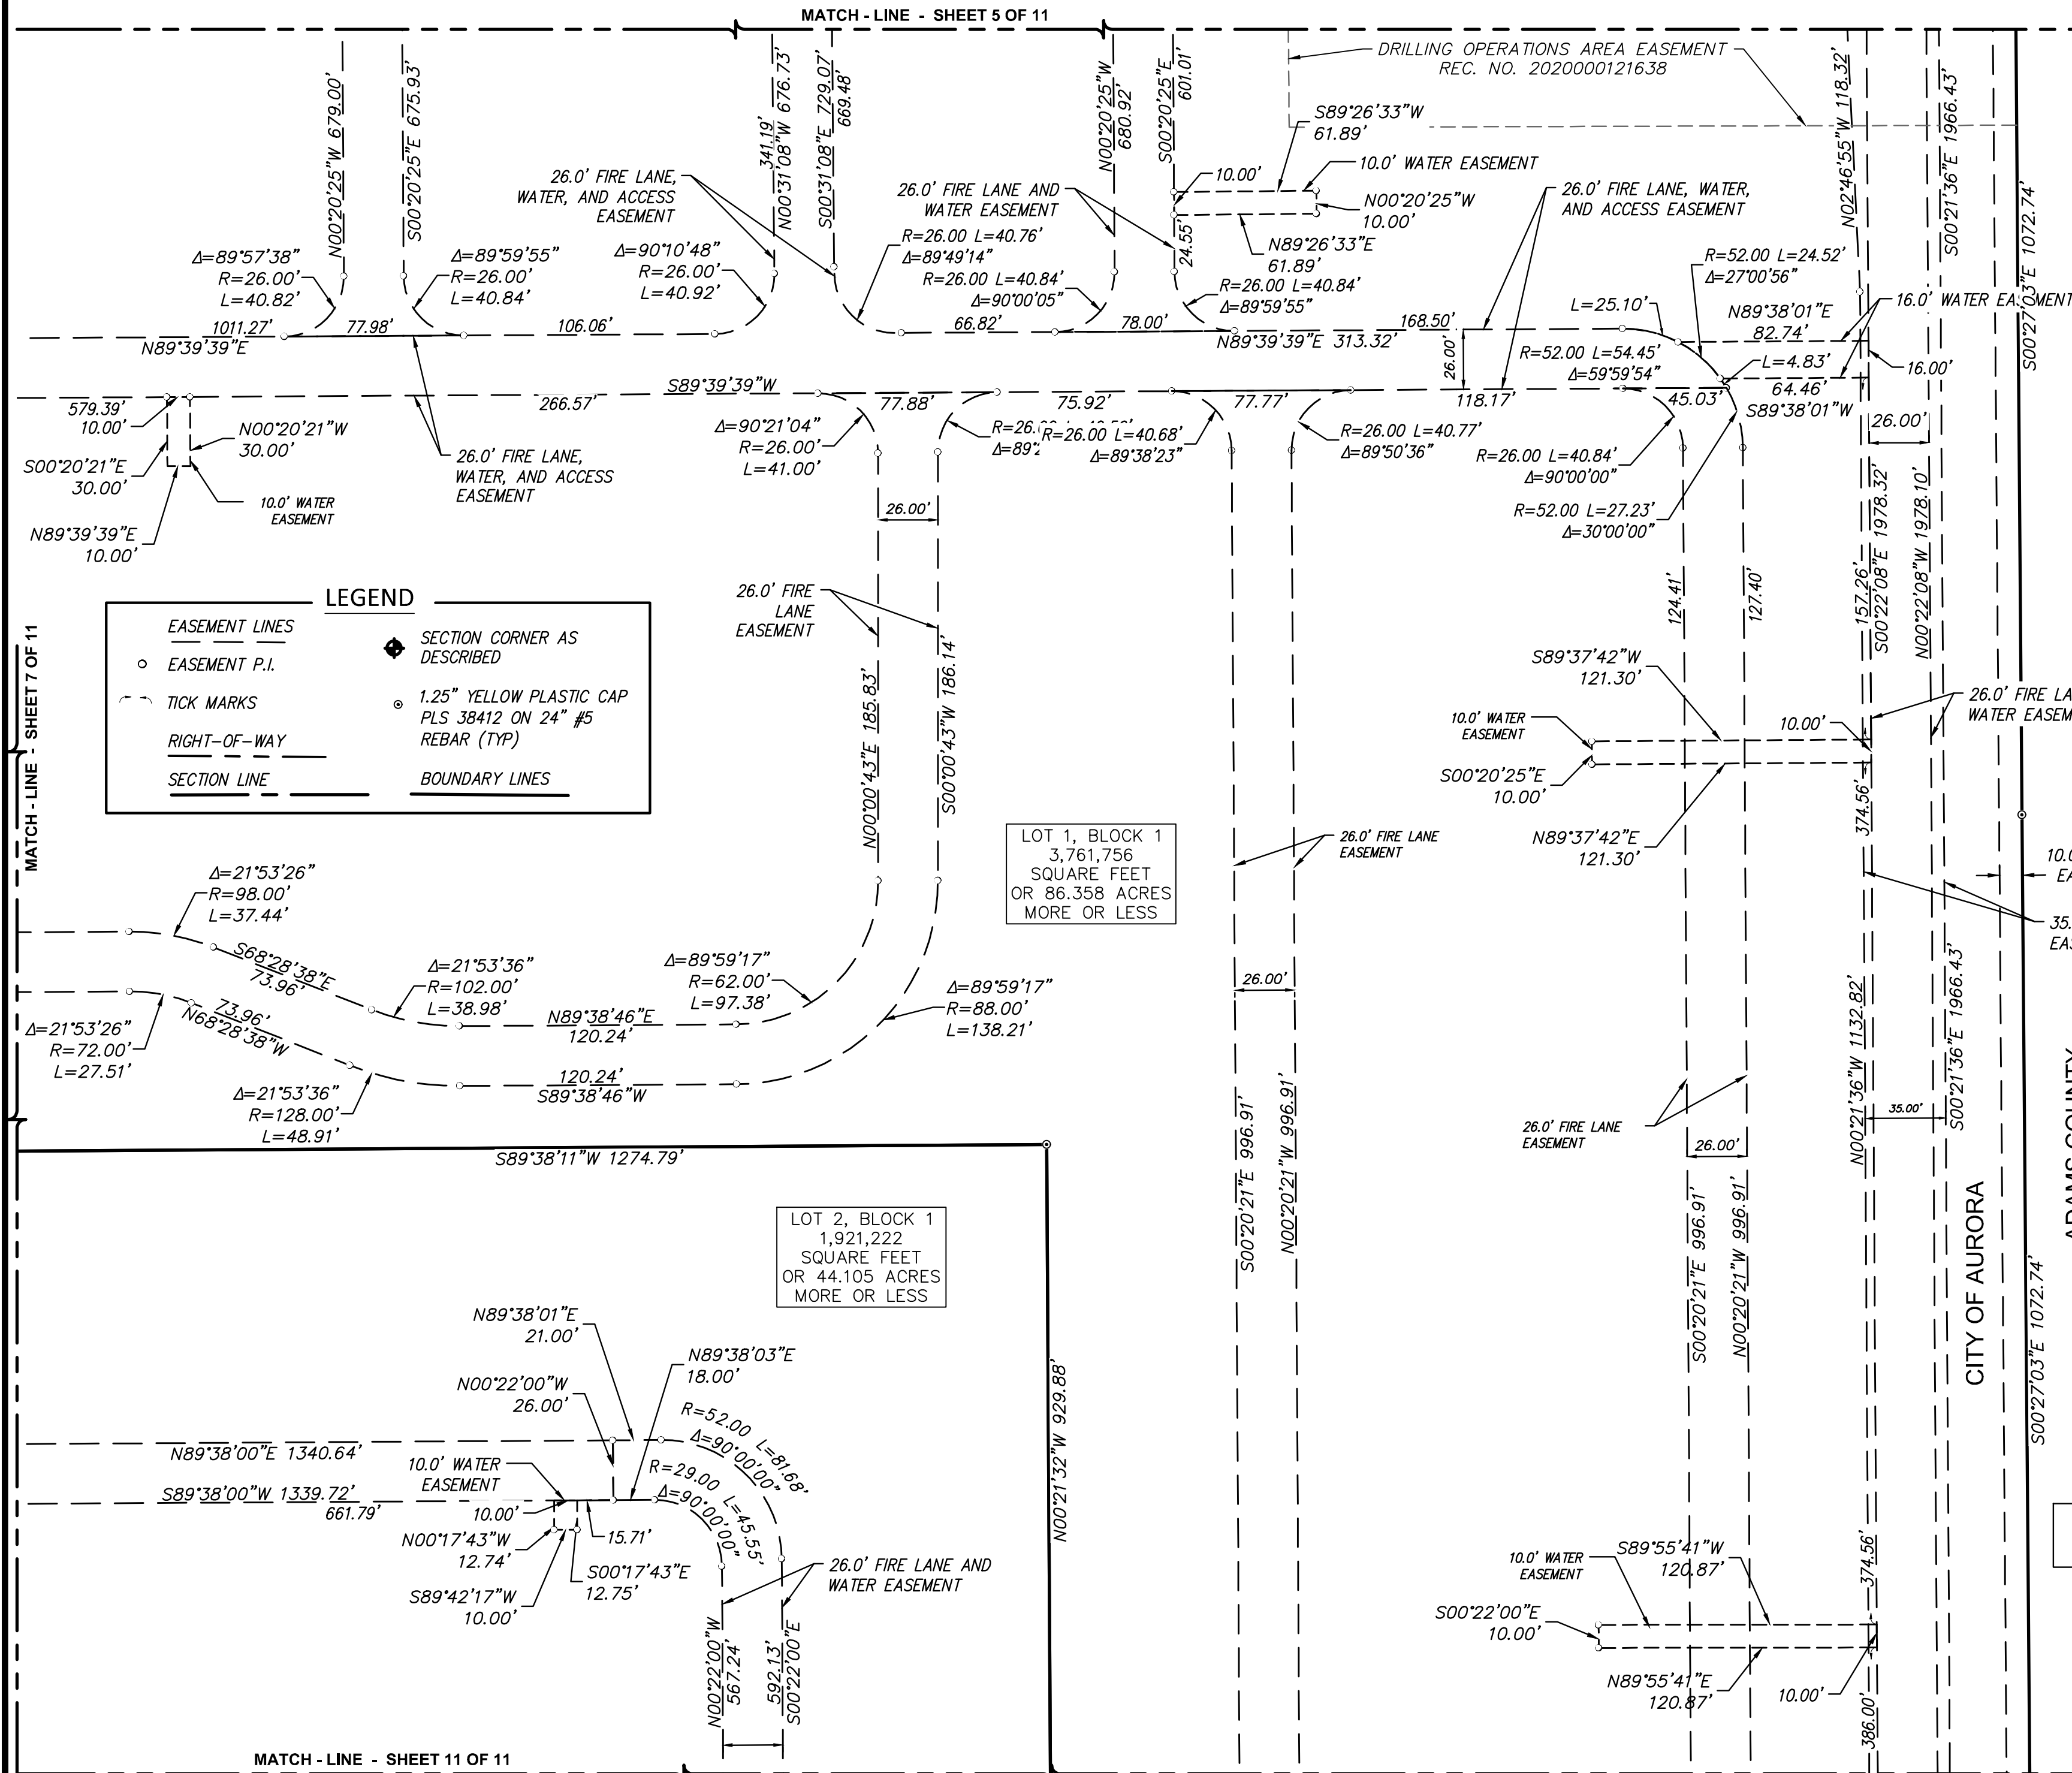 MATCH - LINE - SHEET 5 OF 11
DRILLING OPERATIONS AREA EASEMENT
REC. NO. 2020000121638
N00°20'25"W 679.00'
S00°20'25"E 675.93'
341.19'
N00°31'08"W 676.73'
S00°31'08"E 729.07'
669.48'
N00°20'25"W
680.92'
S00°20'25"E
601.01'
S89°26'33"W
61.89'
10.00'
10.0' WATER EASEMENT
N00°20'25"W
10.00'
N89°26'33"E
61.89'
24.55'
N02°46'55"W 118.32'
S00°21'36"E 1966.43'
S00°27'03"E 1072.74'
26.0' FIRE LANE,
WATER, AND ACCESS
EASEMENT
26.0' FIRE LANE AND
WATER EASEMENT
26.0' FIRE LANE, WATER,
AND ACCESS EASEMENT
Δ=89°57'38"
R=26.00'
L=40.82'
Δ=89°59'55"
R=26.00'
L=40.84'
Δ=90°10'48"
R=26.00'
L=40.92'
R=26.00 L=40.76'
Δ=89°49'14"
R=26.00 L=40.84'
Δ=90°00'05"
R=26.00 L=40.84'
Δ=89°59'55"
R=52.00 L=24.52'
Δ=27°00'56"
L=25.10'
N89°38'01"E
82.74'
16.0' WATER
1011.27'
77.98'
106.06'
66.82'
78.00'
168.50'
N89°39'39"E
N89°39'39"E 313.32'
26.00'
R=52.00 L=54.45'
Δ=59°59'54"
L=4.83'
16.00'
64.46'
S89°38'01"W
26.00'
S89°39'39"W
579.39'
10.00'
266.57'
77.88'
75.92'
77.77'
118.17'
45.03'
N00°20'21"W
30.00'
S00°20'21"E
30.00'
10.0' WATER
EASEMENT
N89°39'39"E
10.00'
26.0' FIRE LANE,
WATER, AND ACCESS
EASEMENT
Δ=90°21'04"
R=26.00'
L=41.00'
R=26.00 L=40.68'
Δ=89°38'23"
R=26.00 L=40.77'
Δ=89°50'36"
R=26.00 L=40.84'
Δ=90°00'00"
R=52.00 L=27.23'
Δ=30°00'00"
26.00'
LEGEND
EASEMENT LINES
EASEMENT P.I.
TICK MARKS
RIGHT-OF-WAY
SECTION LINE
SECTION CORNER AS
DESCRIBED
1.25" YELLOW PLASTIC CAP
PLS 38412 ON 24" #5
REBAR (TYP)
BOUNDARY LINES
MATCH - LINE - SHEET 7 OF 11
26.0' FIRE
LANE
EASEMENT
N00°00'43"E 185.83'
S00°00'43"W 186.14'
124.41'
127.40'
157.26'
S00°22'08"E 1978.32'
N00°22'08"W 1978.10'
S89°37'42"W
121.30'
10.0' WATER
EASEMENT
10.00'
S00°20'25"E
10.00'
N89°37'42"E
121.30'
374.56'
26.0' FIRE
WATER
LOT 1, BLOCK 1
3,761,756
SQUARE FEET
OR 86.358 ACRES
MORE OR LESS
26.0' FIRE LANE
EASEMENT
Δ=21°53'26"
R=98.00'
L=37.44'
S68°28'38"E
73.96'
Δ=21°53'36"
R=102.00'
L=38.98'
Δ=89°59'17"
R=62.00'
L=97.38'
N89°38'46"E
120.24'
Δ=89°59'17"
R=88.00'
L=138.21'
Δ=21°53'26"
R=72.00'
L=27.51'
73.96'
N68°28'38"W
Δ=21°53'36"
R=128.00'
L=48.91'
120.24'
S89°38'46"W
26.00'
S00°20'21"E 996.91'
N00°20'21"W 996.91'
26.0' FIRE LANE
EASEMENT
26.00'
S00°20'21"E 996.91'
N00°20'21"W 996.91'
N00°21'36"W 1132.82'
35.00'
S00°21'36"E 1966.43'
CITY OF AURORA
ADAMS COUNTY
S00°27'03"E 1072.74'
S89°38'11"W 1274.79'
LOT 2, BLOCK 1
1,921,222
SQUARE FEET
OR 44.105 ACRES
MORE OR LESS
N00°21'32"W 929.88'
N89°38'01"E
21.00'
N89°38'03"E
18.00'
N00°22'00"W
26.00'
R=52.00 L=81.68'
Δ=90°00'00"
R=29.00 L=45.55'
Δ=90°00'00"
N89°38'00"E 1340.64'
10.0' WATER
EASEMENT
S89°38'00"W 1339.72'
661.79'
10.00'
15.71'
N00°17'43"W
12.74'
S00°17'43"E
12.75'
S89°42'17"W
10.00'
26.0' FIRE LANE AND
WATER EASEMENT
N00°22'00"W
567.24'
592.13'
S00°22'00"E
10.0' WATER
EASEMENT
S89°55'41"W
120.87'
S00°22'00"E
10.00'
N89°55'41"E
120.87'
10.00'
374.56'
386.00'
MATCH - LINE - SHEET 11 OF 11